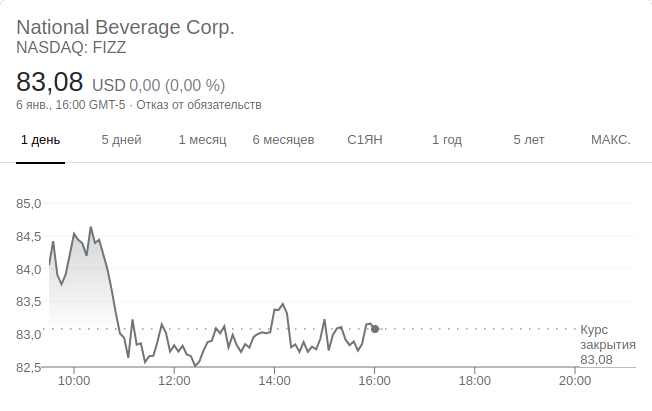 National Beverage Corp.
NASDAQ: FIZZ
83,08 USD 0,00 (0,00 %)
6 янв., 16:00 GMT-5 · Отказ от обязательств
1 день 5 дней 1 месяц 6 месяцев С1ЯН 1 год 5 лет МАКС.
85,0
84,5
84,0
83,5
83,0
82,5
Курс
закрытия
83,08
10:00 12:00 14:00 16:00 18:00 20:00